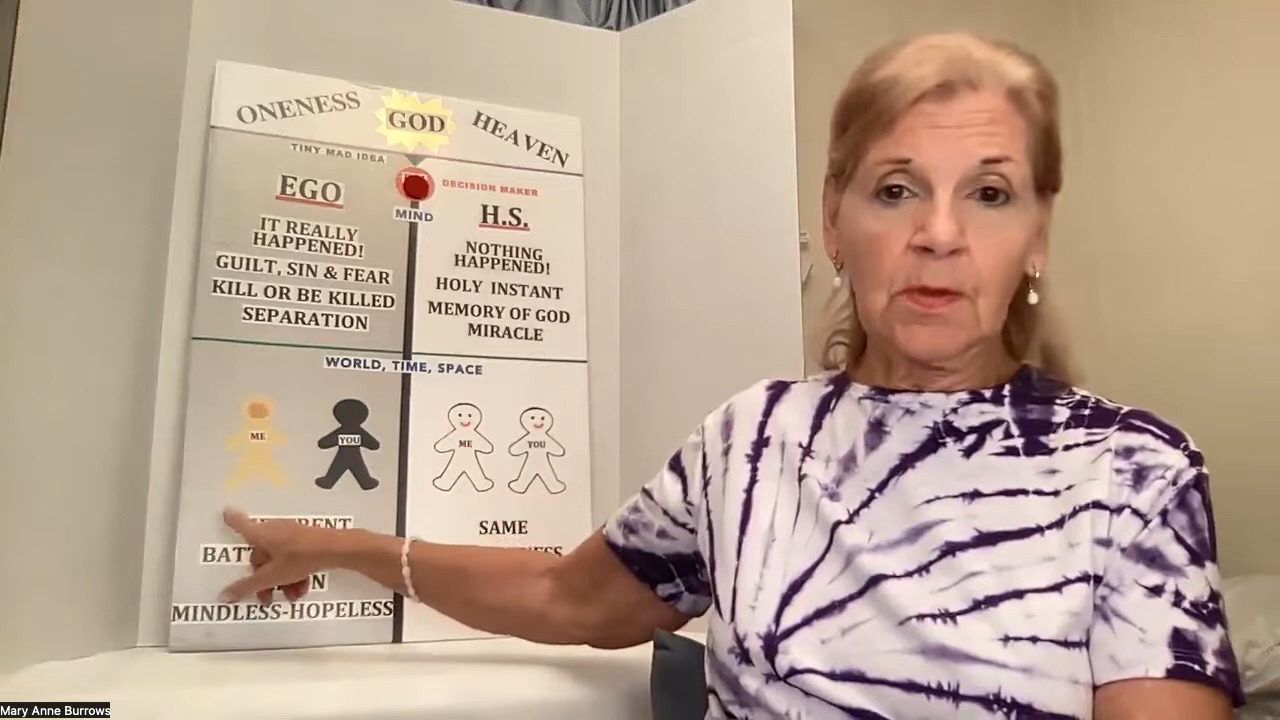 ONENESS GOD HEAVEN
TINY MAD IDEA
DECISION MAKER
MIND
EGO
IT REALLY
HAPPENED!
GUILT, SIN & FEAR
KILL OR BE KILLED
SEPARATION
H.S.
NOTHING
HAPPENED!
HOLY INSTANT
MEMORY OF GOD
MIRACLE
WORLD, TIME, SPACE
ME
YOU
ME
YOU
MINDLESS-HOPELESS
SAME
Mary Anne Burrows